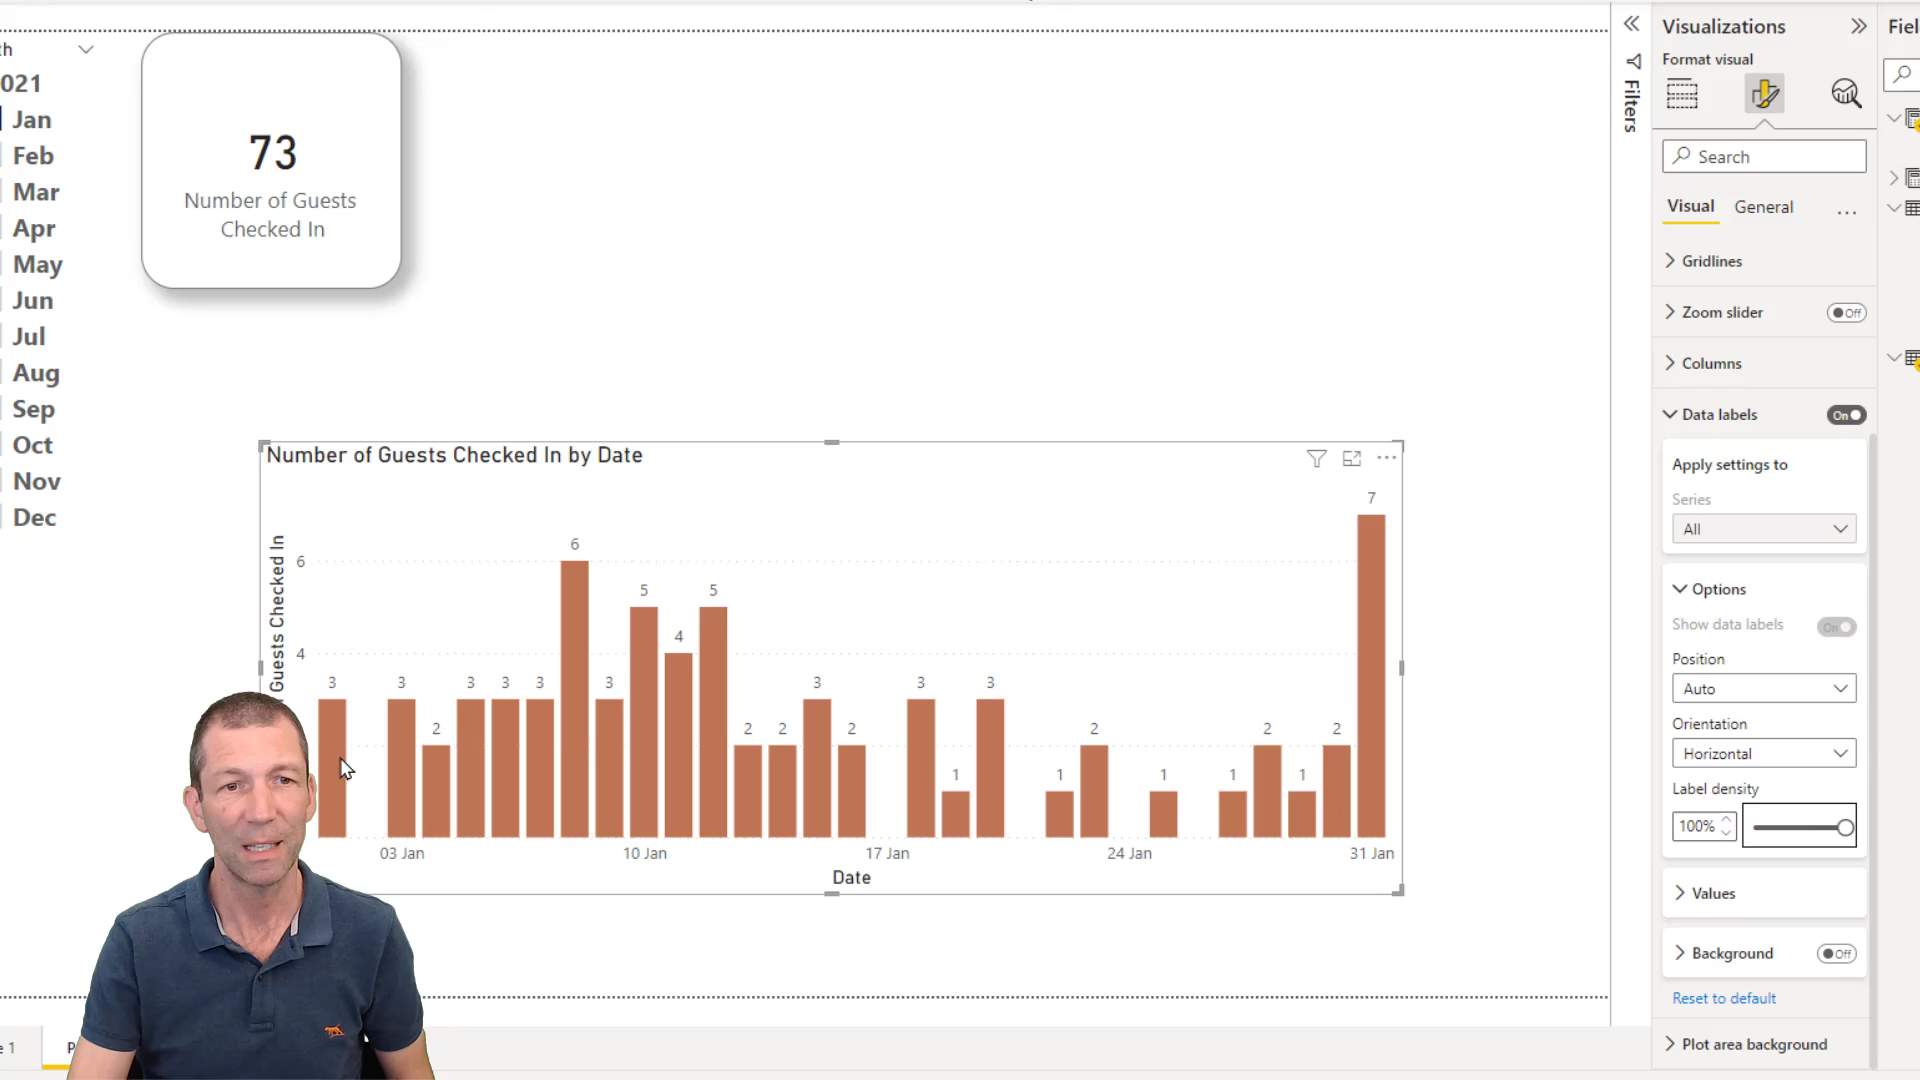 th
021
Jan
Feb
Mar
Apr
May
Jun
Jul
Aug
Sep
Oct
Nov
Dec
73
Number of Guests
Checked In
Number of Guests Checked In by Date
Guests Checked In
6
4
3
3
2
3
3
3
6
3
5
4
5
2
2
3
2
3
1
3
1
2
1
1
2
1
2
7
03 Jan
10 Jan
17 Jan
24 Jan
31 Jan
Date
e 1
P
Filters
Visualizations
Format visual
Search
Visual
General
...
Gridlines
Zoom slider
Off
Columns
Data labels
On
Apply settings to
Series
All
Options
Show data labels
On
Position
Auto
Orientation
Horizontal
Label density
100%
Values
Background
Off
Reset to default
Plot area background
Fiel